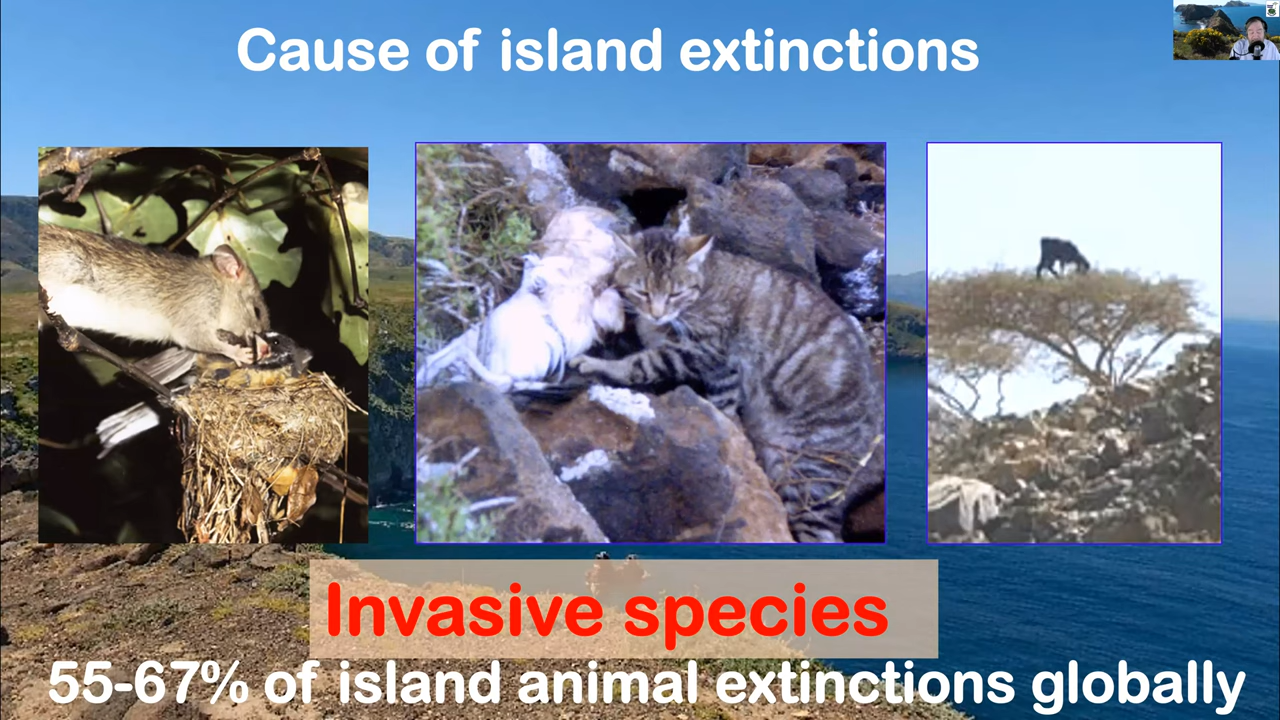 Cause of island extinctions
Invasive species
55-67% of island animal extinctions globally